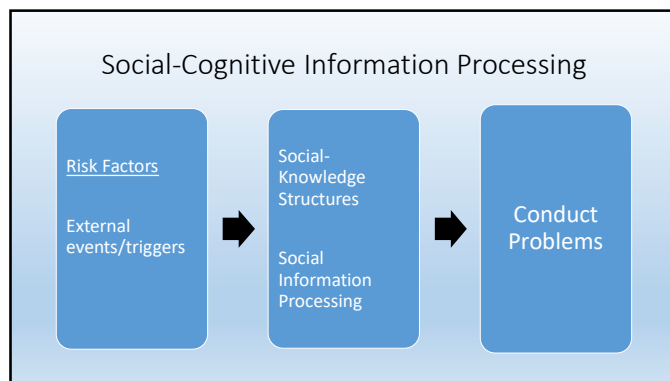 Social-Cognitive Information Processing
Risk Factors
External
events/triggers
Social-
Knowledge
Structures
Social
Information
Processing
Conduct
Problems